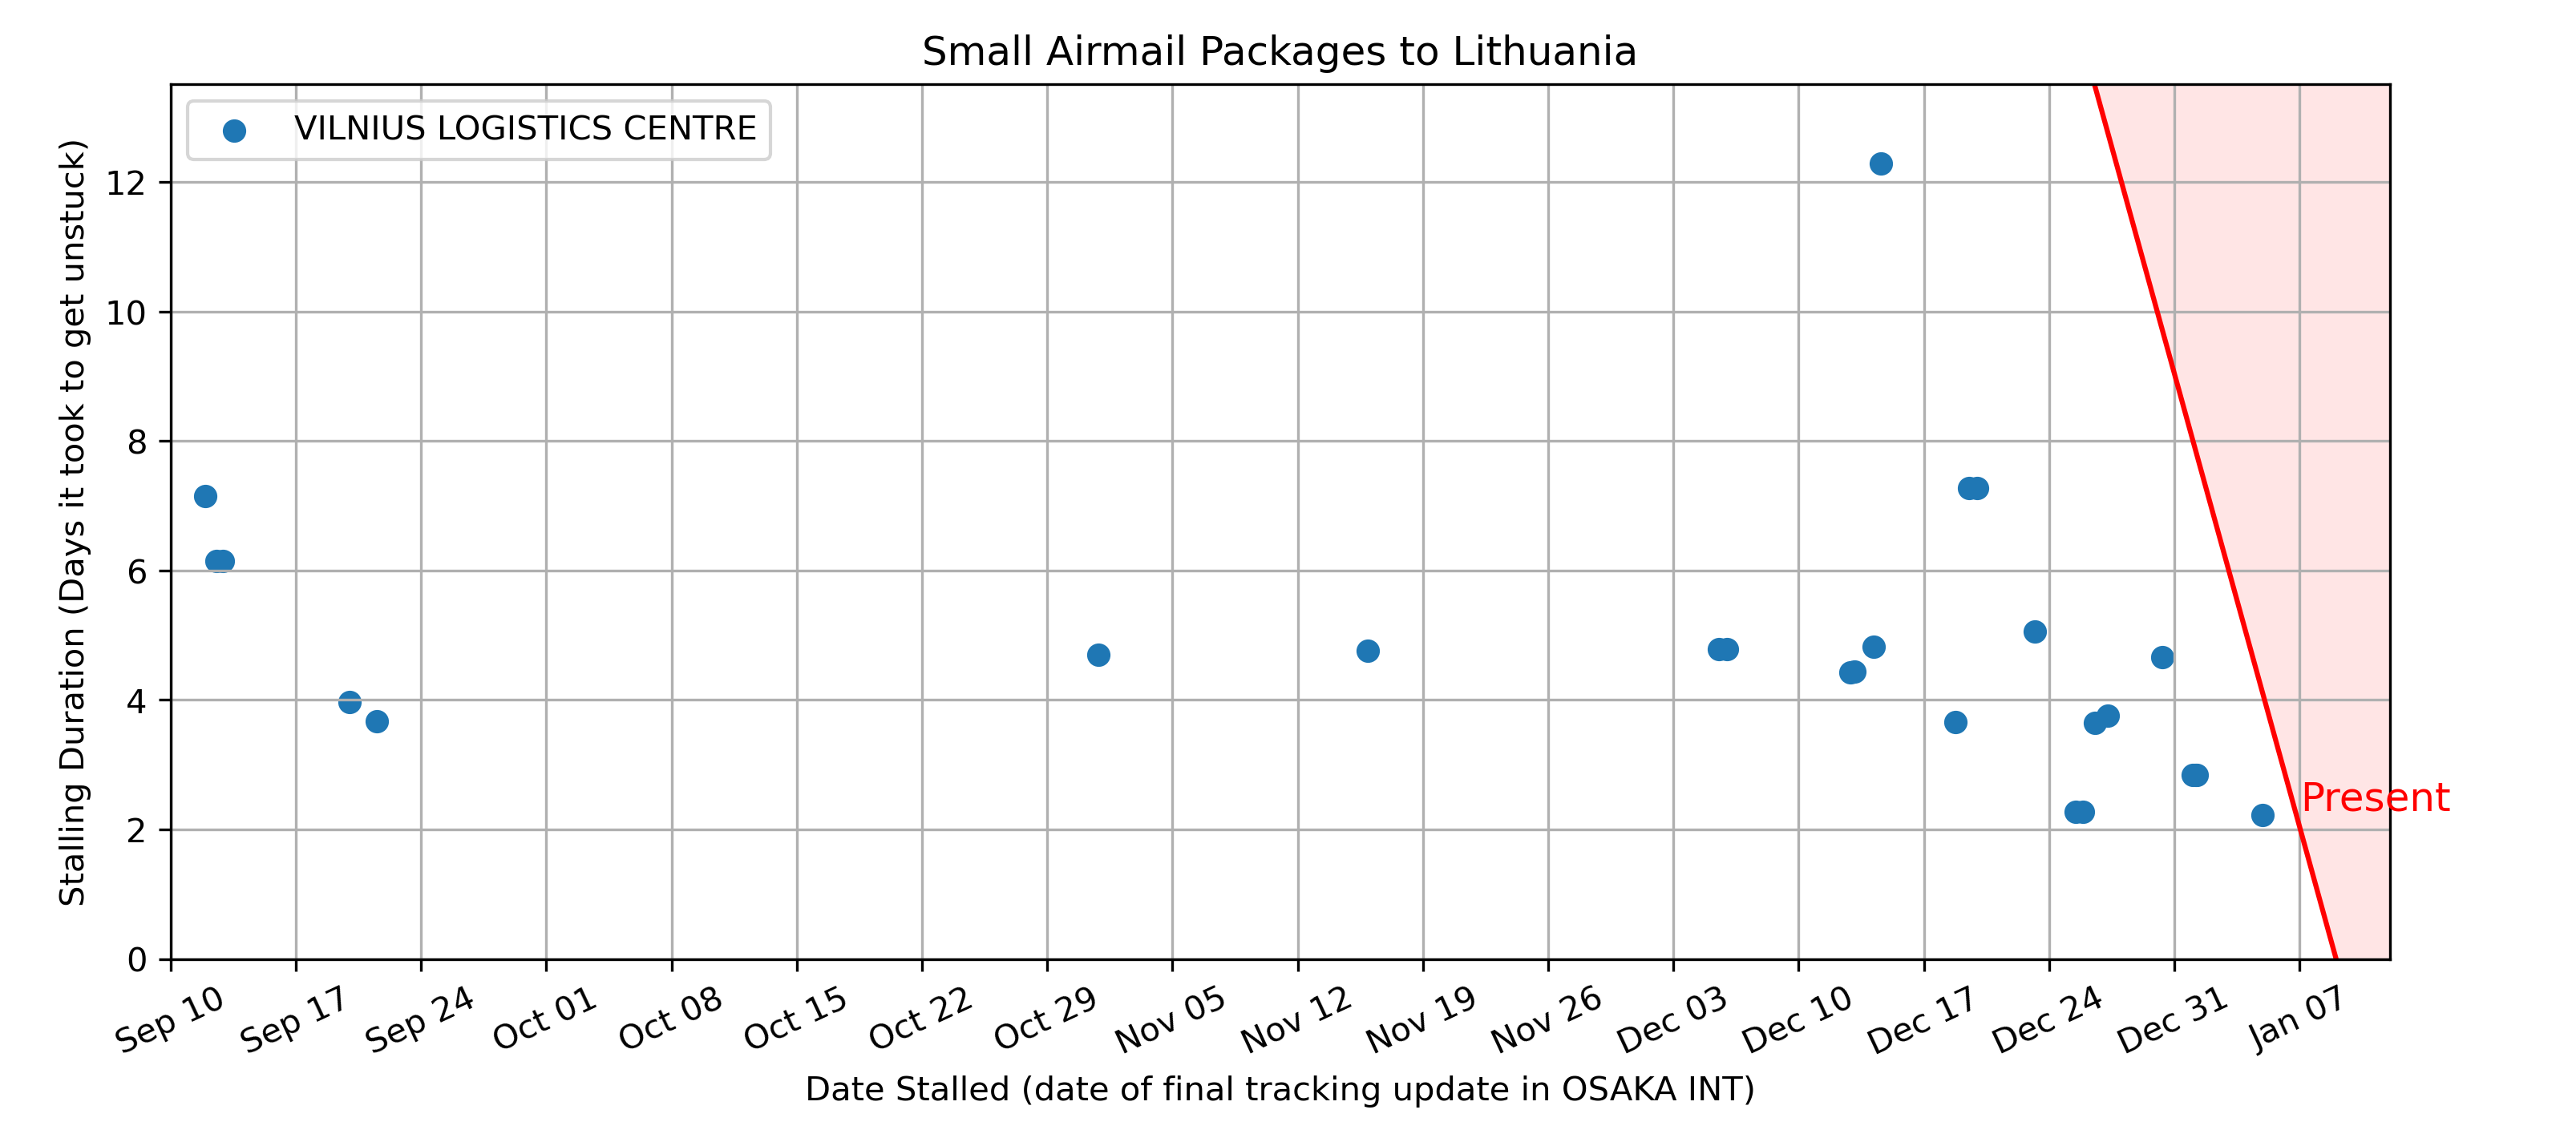 Small Airmail Packages to Lithuania
VILNIUS LOGISTICS CENTRE
Stalling Duration (Days it took to get unstuck)
12
10
8
6
4
2
0
Present
Sep 10
Sep 17
Sep 24
Oct 01
Oct 08
Oct 15
Oct 22
Oct 29
Nov 05
Nov 12
Nov 19
Nov 26
Dec 03
Dec 10
Dec 17
Dec 24
Dec 31
Jan 07
Date Stalled (date of final tracking update in OSAKA INT)